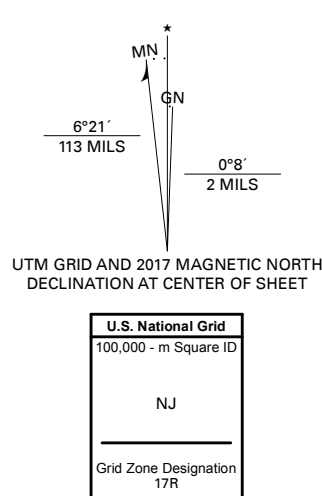 ★
MN
GN
6°21´
113 MILS
0°8´
2 MILS
UTM GRID AND 2017 MAGNETIC NORTH
DECLINATION AT CENTER OF SHEET
U.S. National Grid
100,000 - m Square ID
NJ
Grid Zone Designation
17R